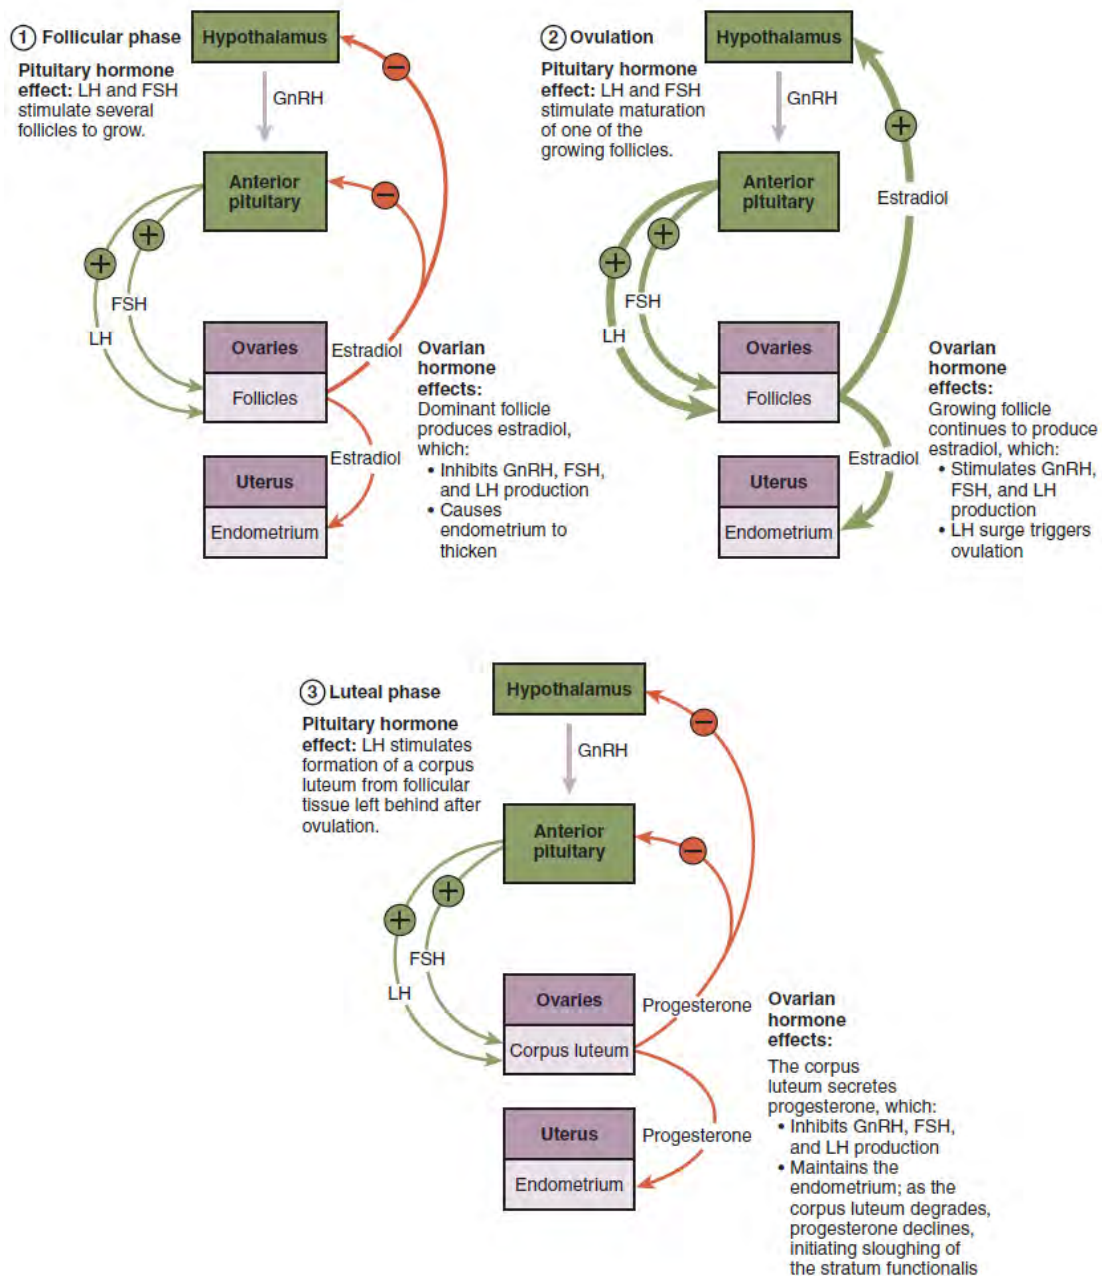 ① Follicular phase
Pituitary hormone
effect: LH and FSH
stimulate several
follicles to grow.
Hypothalamus
−
GnRH
Anterior
pituitary
−
+
+
FSH
LH
Ovaries
Follicles
Estradiol
Estradiol
Uterus
Endometrium
Ovarian
hormone
effects:
Dominant follicle
produces estradiol,
which:
• Inhibits GnRH, FSH,
and LH production
• Causes
endometrium to
thicken
② Ovulation
Pituitary hormone
effect: LH and FSH
stimulate maturation
of one of the
growing follicles.
Hypothalamus
+
GnRH
Anterior
pituitary
Estradiol
+
+
FSH
LH
Ovaries
Follicles
Estradiol
Uterus
Endometrium
Ovarian
hormone
effects:
Growing follicle
continues to produce
estradiol, which:
• Stimulates GnRH,
FSH, and LH
production
• LH surge triggers
ovulation
③ Luteal phase
Pituitary hormone
effect: LH stimulates
formation of a corpus
luteum from follicular
tissue left behind after
ovulation.
Hypothalamus
−
GnRH
Anterior
pituitary
−
+
+
FSH
LH
Ovaries
Corpus luteum
Progesterone
Progesterone
Uterus
Endometrium
Ovarian
hormone
effects:
The corpus
luteum secretes
progesterone, which:
• Inhibits GnRH, FSH,
and LH production
• Maintains the
endometrium; as the
corpus luteum degrades,
progesterone declines,
initiating sloughing of
the stratum functionalis